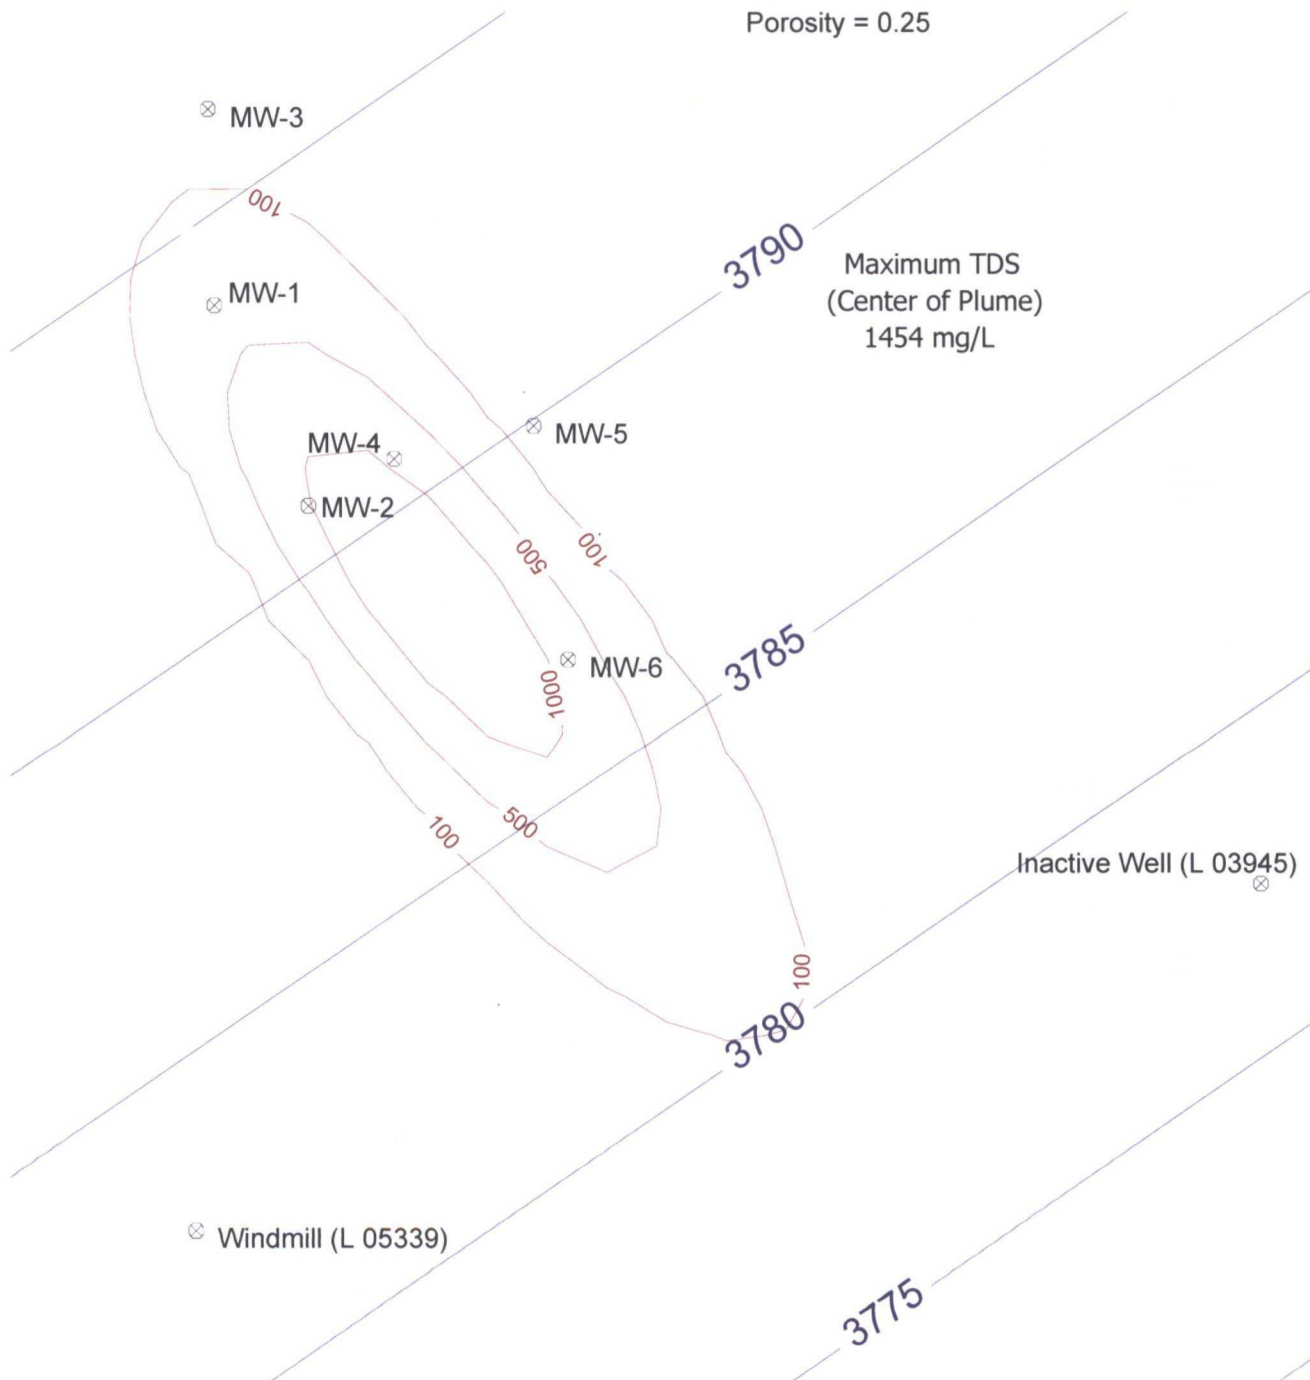 Porosity = 0.25
MW-3
100
3790
Maximum TDS
(Center of Plume)
1454 mg/L
MW-1
MW-5
MW-4
MW-2
500
100
3785
MW-6
1000
500
100
Inactive Well (L 03945)
100
3780
Windmill (L 05339)
3775